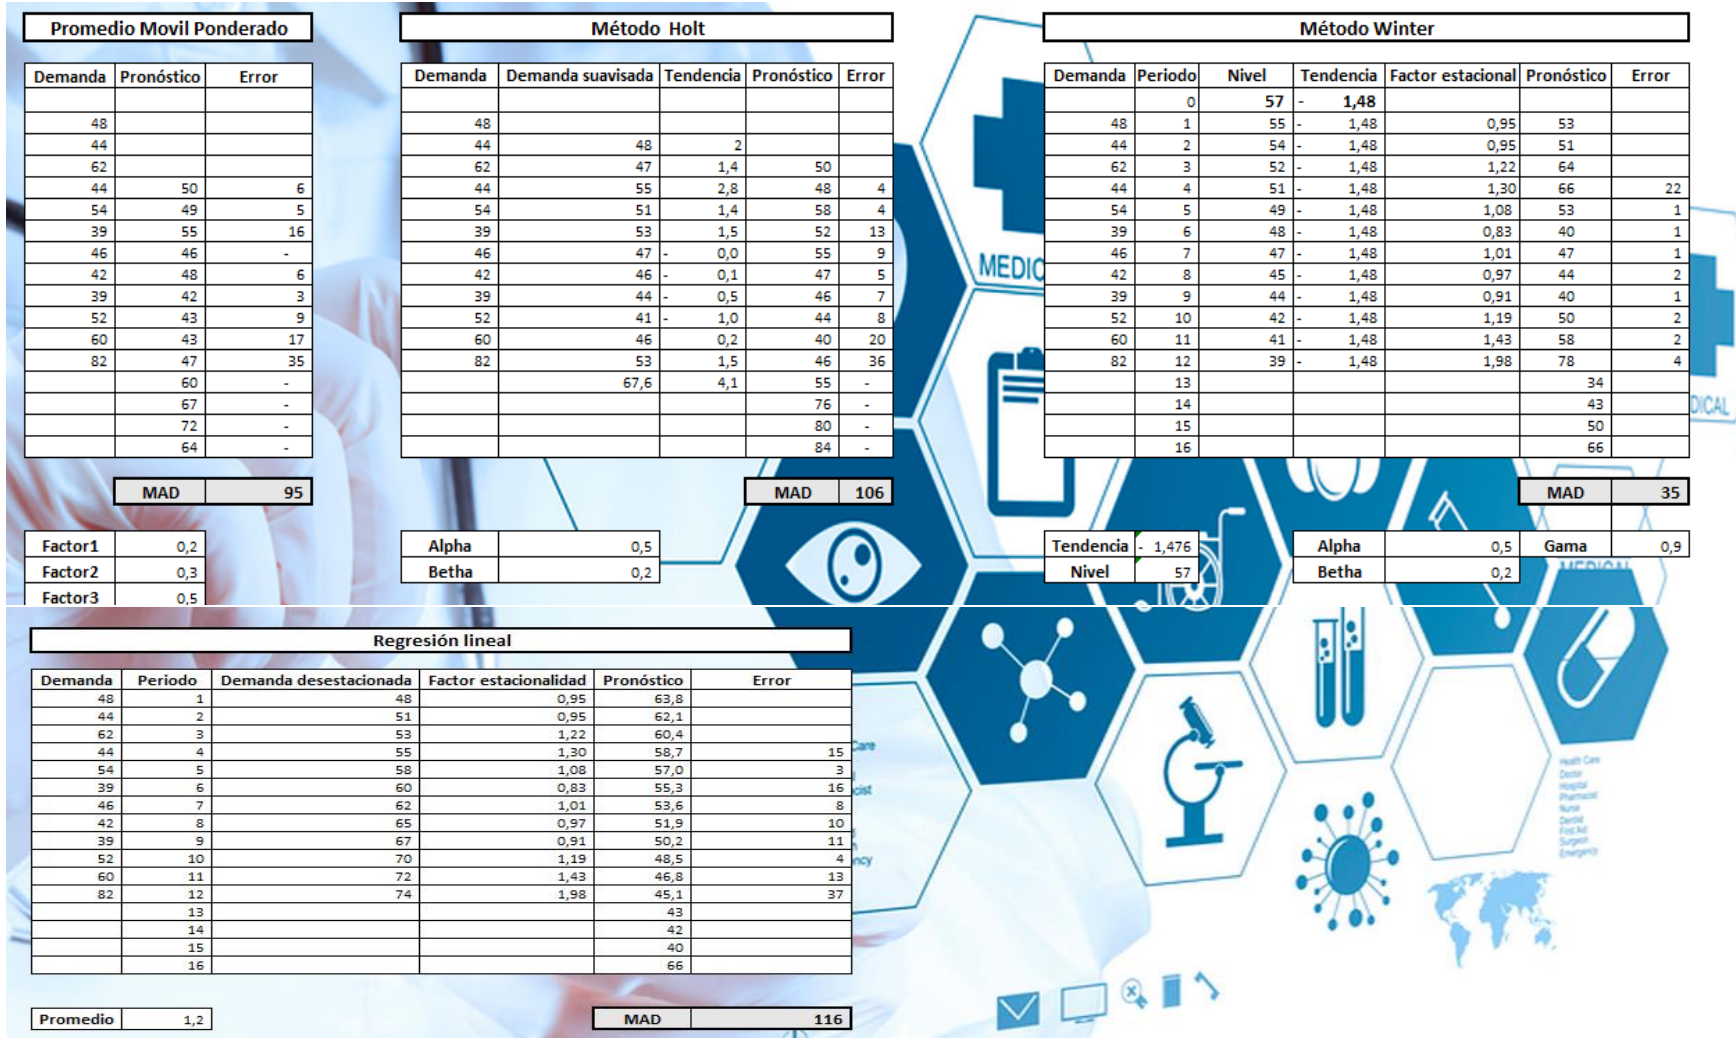 Promedio Movil Ponderado
Demanda Pronóstico Error
48
44
62
44 50 6
54 49 5
39 55 16
46 46 -
42 48 6
39 42 3
52 43 9
60 43 17
82 47 35
60 -
67 -
72 -
64 -
MAD 95
Factor1 0,2
Factor2 0,3
Factor3 0,5
Método Holt
Demanda Demanda suavisada Tendencia Pronóstico Error
48
44 48 2
62 47 1,4 50
44 55 2,8 48 4
54 51 1,4 58 4
39 53 1,5 52 13
46 47 - 0,0 55 9
42 46 - 0,1 47 5
39 44 - 0,5 46 7
52 41 - 1,0 44 8
60 46 0,2 40 20
82 53 1,5 46 36
67,6 4,1 55 -
76 -
80 -
84 -
MAD 106
Alpha 0,5
Betha 0,2
Método Winter
Demanda Periodo Nivel Tendencia Factor estacional Pronóstico Error
0 57 - 1,48
48 1 55 - 1,48 0,95 53
44 2 54 - 1,48 0,95 51
62 3 52 - 1,48 1,22 64
44 4 51 - 1,48 1,30 66 22
54 5 49 - 1,48 1,08 53 1
39 6 48 - 1,48 0,83 40 1
46 7 47 - 1,48 1,01 47 1
42 8 45 - 1,48 0,97 44 2
39 9 44 - 1,48 0,91 40 1
52 10 42 - 1,48 1,19 50 2
60 11 41 - 1,48 1,43 58 2
82 12 39 - 1,48 1,98 78 4
13 34
14 43
15 50
16 66
MAD 35
Tendencia - 1,476
Nivel 57
Alpha 0,5 Gama 0,9
Betha 0,2
MEDICAL
Regresión lineal
Demanda Periodo Demanda desestacionada Factor estacionalidad Pronóstico Error
48 1 48 0,95 63,8
44 2 51 0,95 62,1
62 3 53 1,22 60,4
44 4 55 1,30 58,7 15
54 5 58 1,08 57,0 3
39 6 60 0,83 55,3 16
46 7 62 1,01 53,6 8
42 8 65 0,97 51,9 10
39 9 67 0,91 50,2 11
52 10 70 1,19 48,5 4
60 11 72 1,43 46,8 13
82 12 74 1,98 45,1 37
13 43
14 42
15 40
16 66
Promedio 1,2
MAD 116
Health Care
Doctor
Hospital
Pharmacist
Nurse
Dentist
First Aid
Surgeon
Emergency